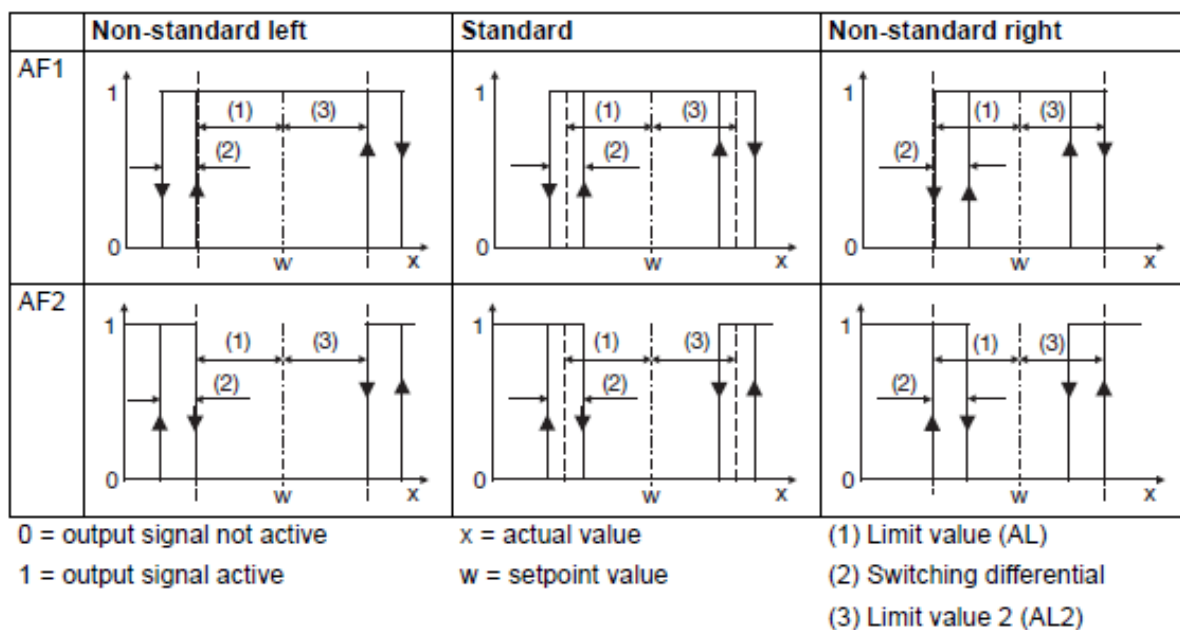 Non-standard left Standard Non-standard right
AF1
1 (1) (3) 1 (1) (3) 1 (1) (3)
(2) (2) (2)
0 0 0
w x w x w x
AF2
1 (1) (3) 1 (1) (3) 1 (1) (3)
(2) (2) (2)
0 0 0
w x w x w x
0 = output signal not active x = actual value (1) Limit value (AL)
1 = output signal active w = setpoint value (2) Switching differential
(3) Limit value 2 (AL2)